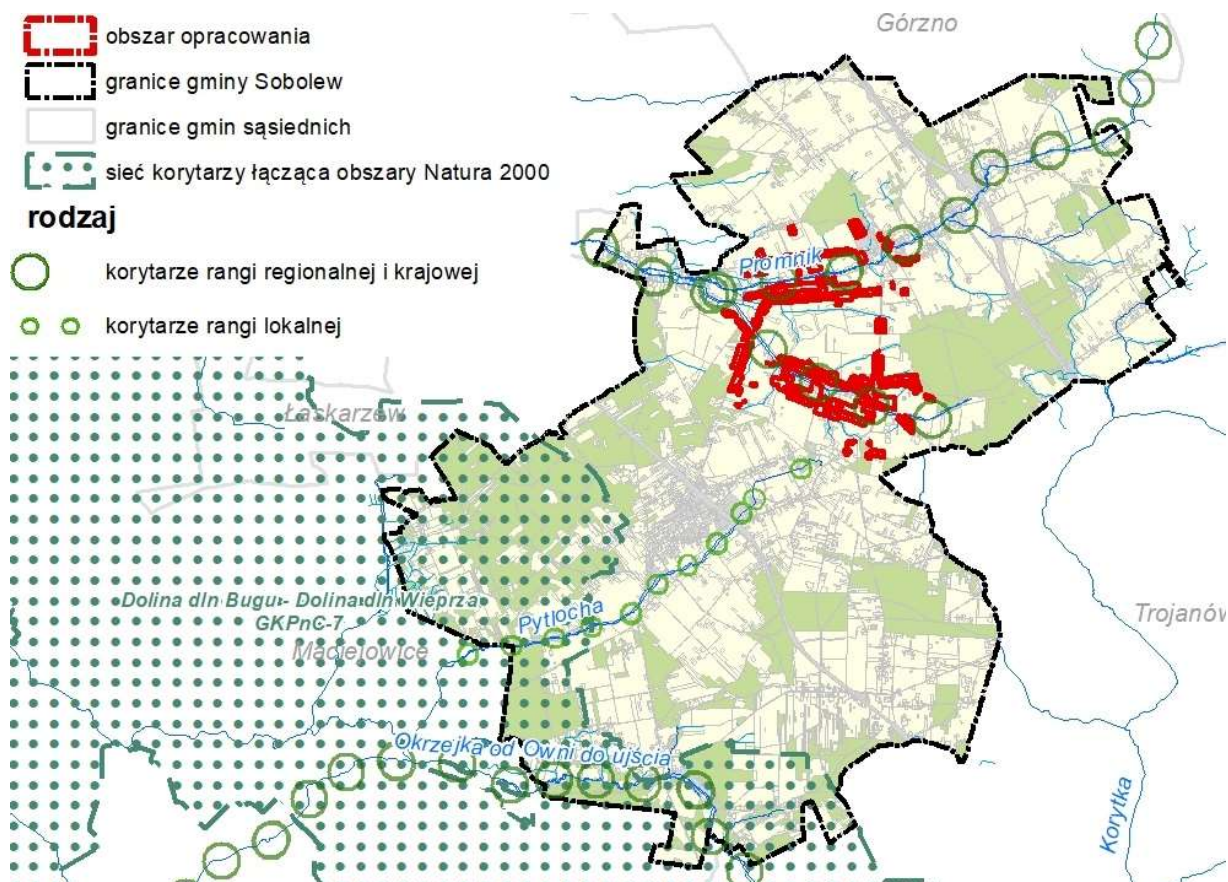 obszar opracowania
granice gminy Sobolew
granice gmin sąsiednich
sieć korytarzy łącząca obszary Natura 2000
rodzaj
korytarze rangi regionalnej i krajowej
korytarze rangi lokalnej
Górzno
Promnik
Łaskarzew
Dolina dln Bugu - Dolina dln Wieprza
GKPnC-7
Maciejowice
Pytlocha
Trojanów
Okrzejka od Owni do ujścia
Korytka